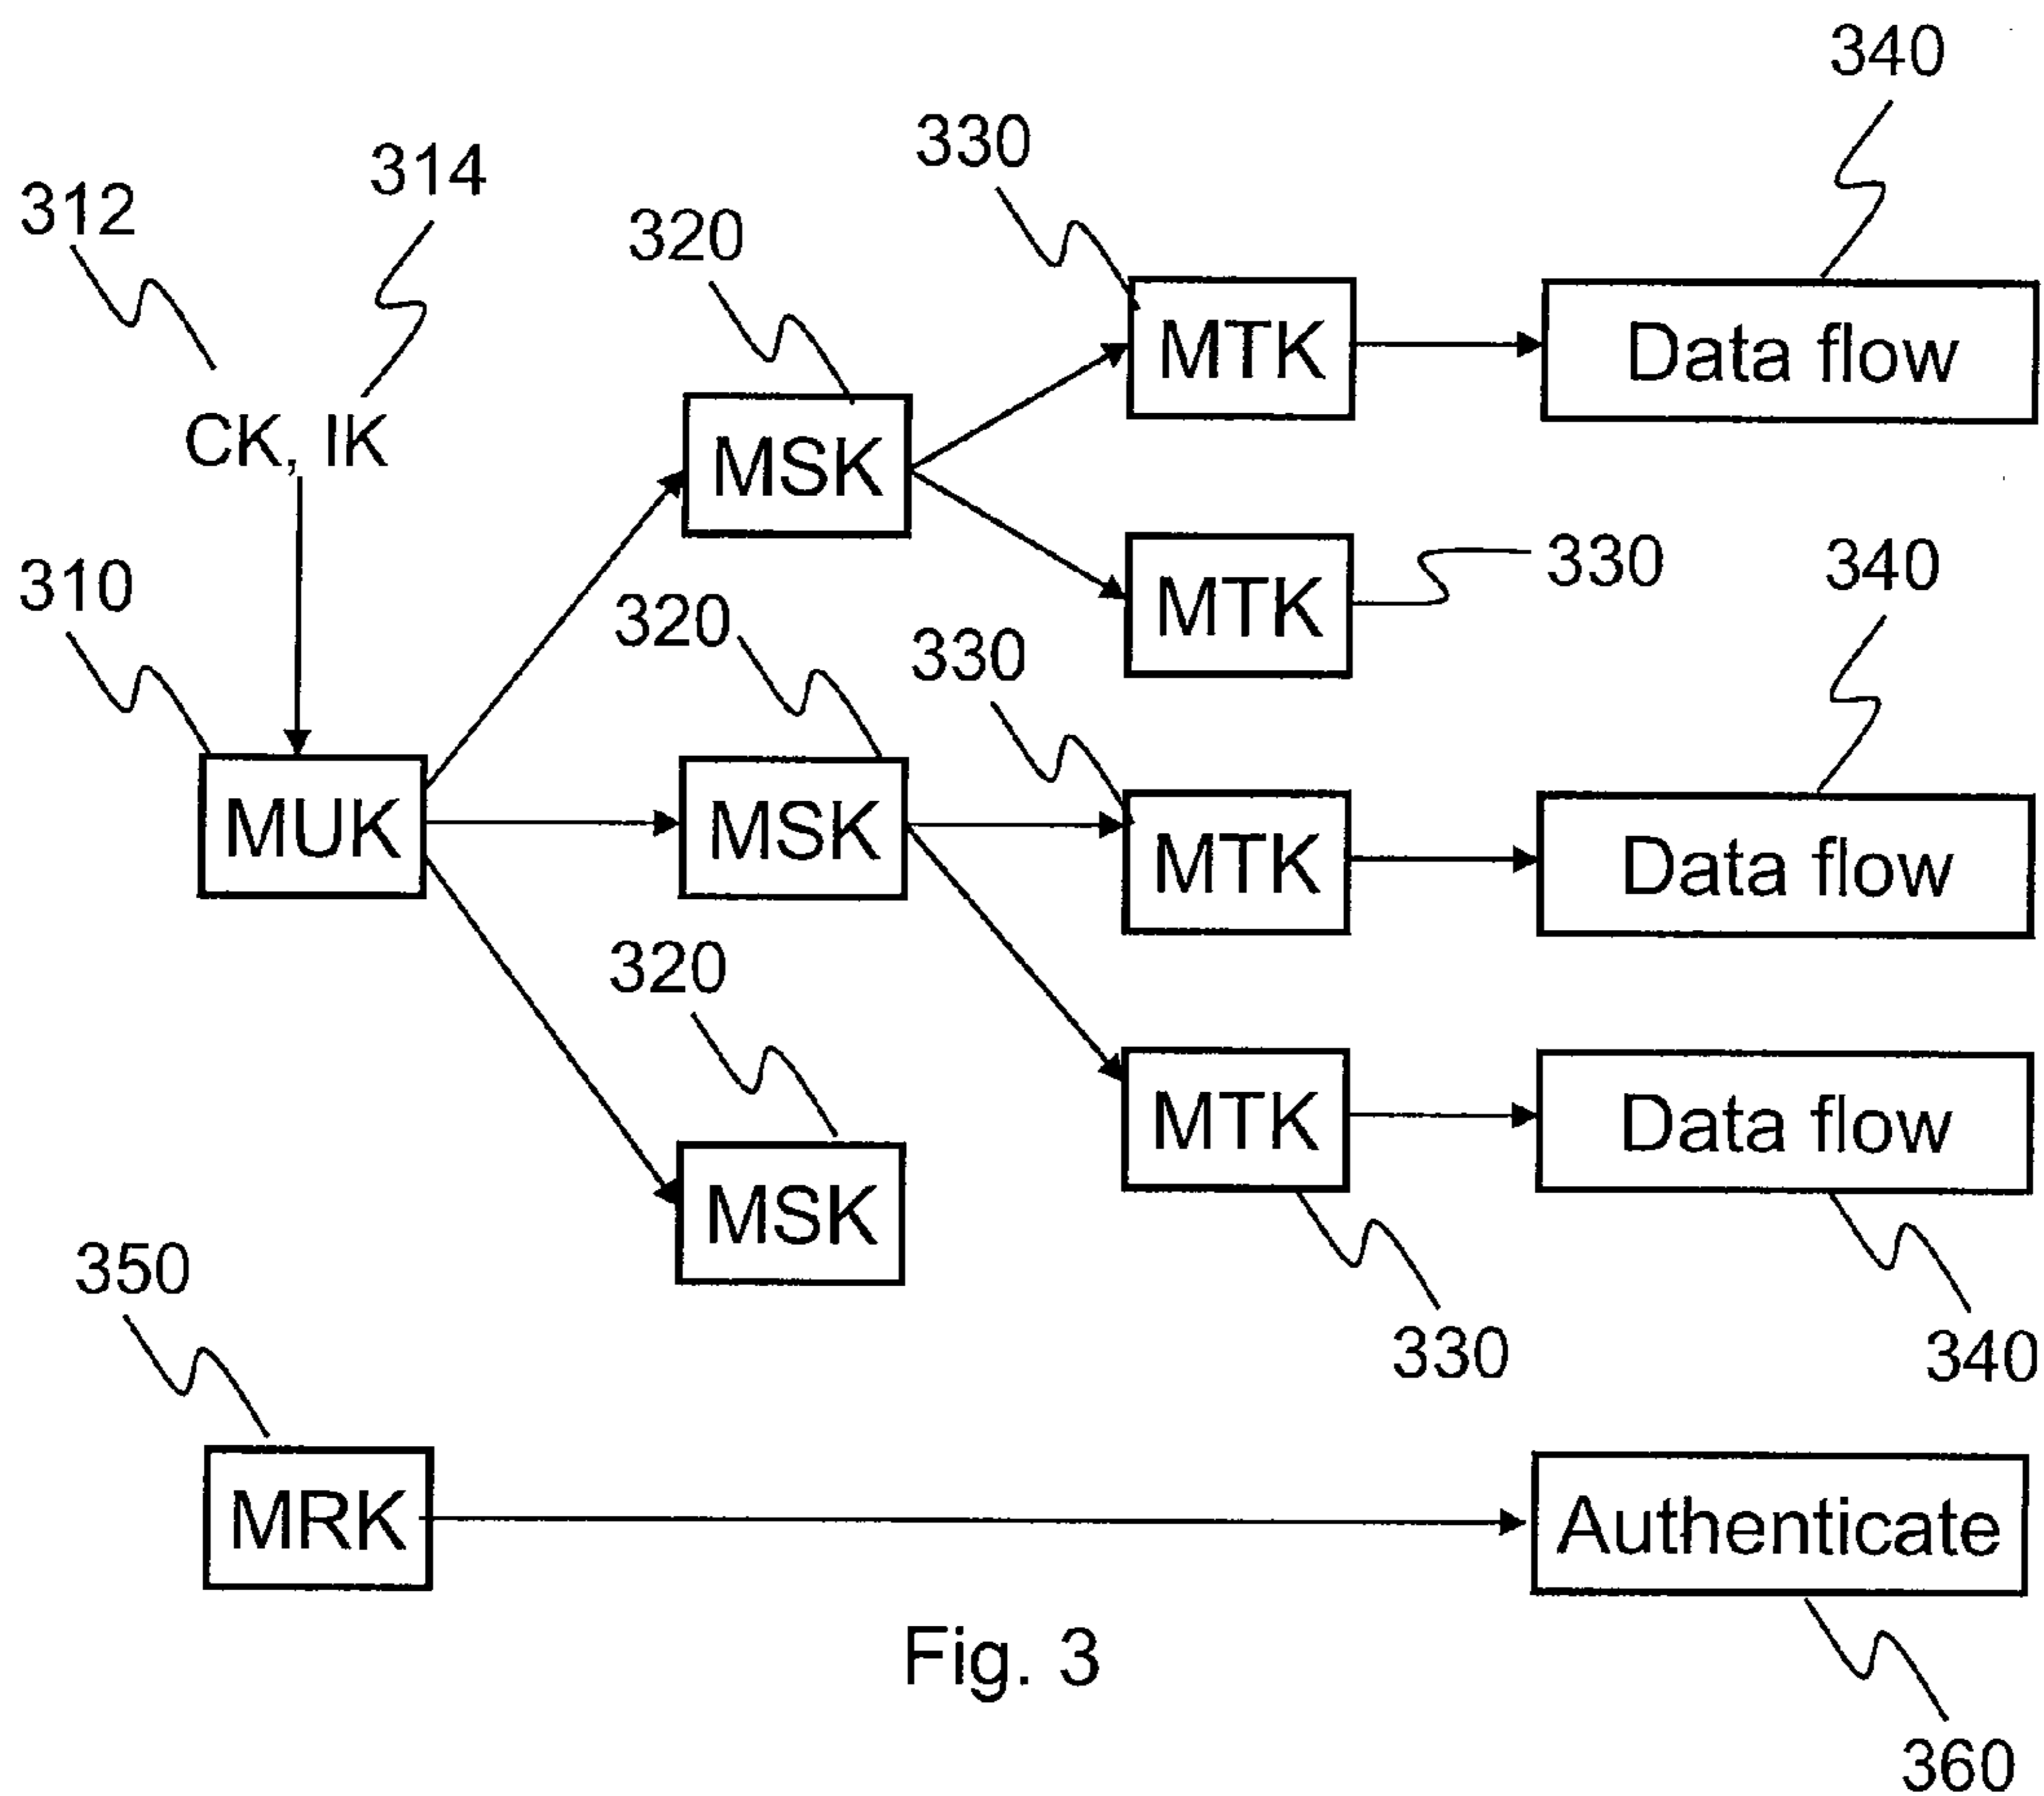 340
330
314
312
320
MTK
Data flow
CK, IK
MSK
330
340
MTK
310
320
330
MUK
MSK
MTK
Data flow
320
MTK
Data flow
MSK
350
330
340
MRK
Authenticate
Fig. 3
360